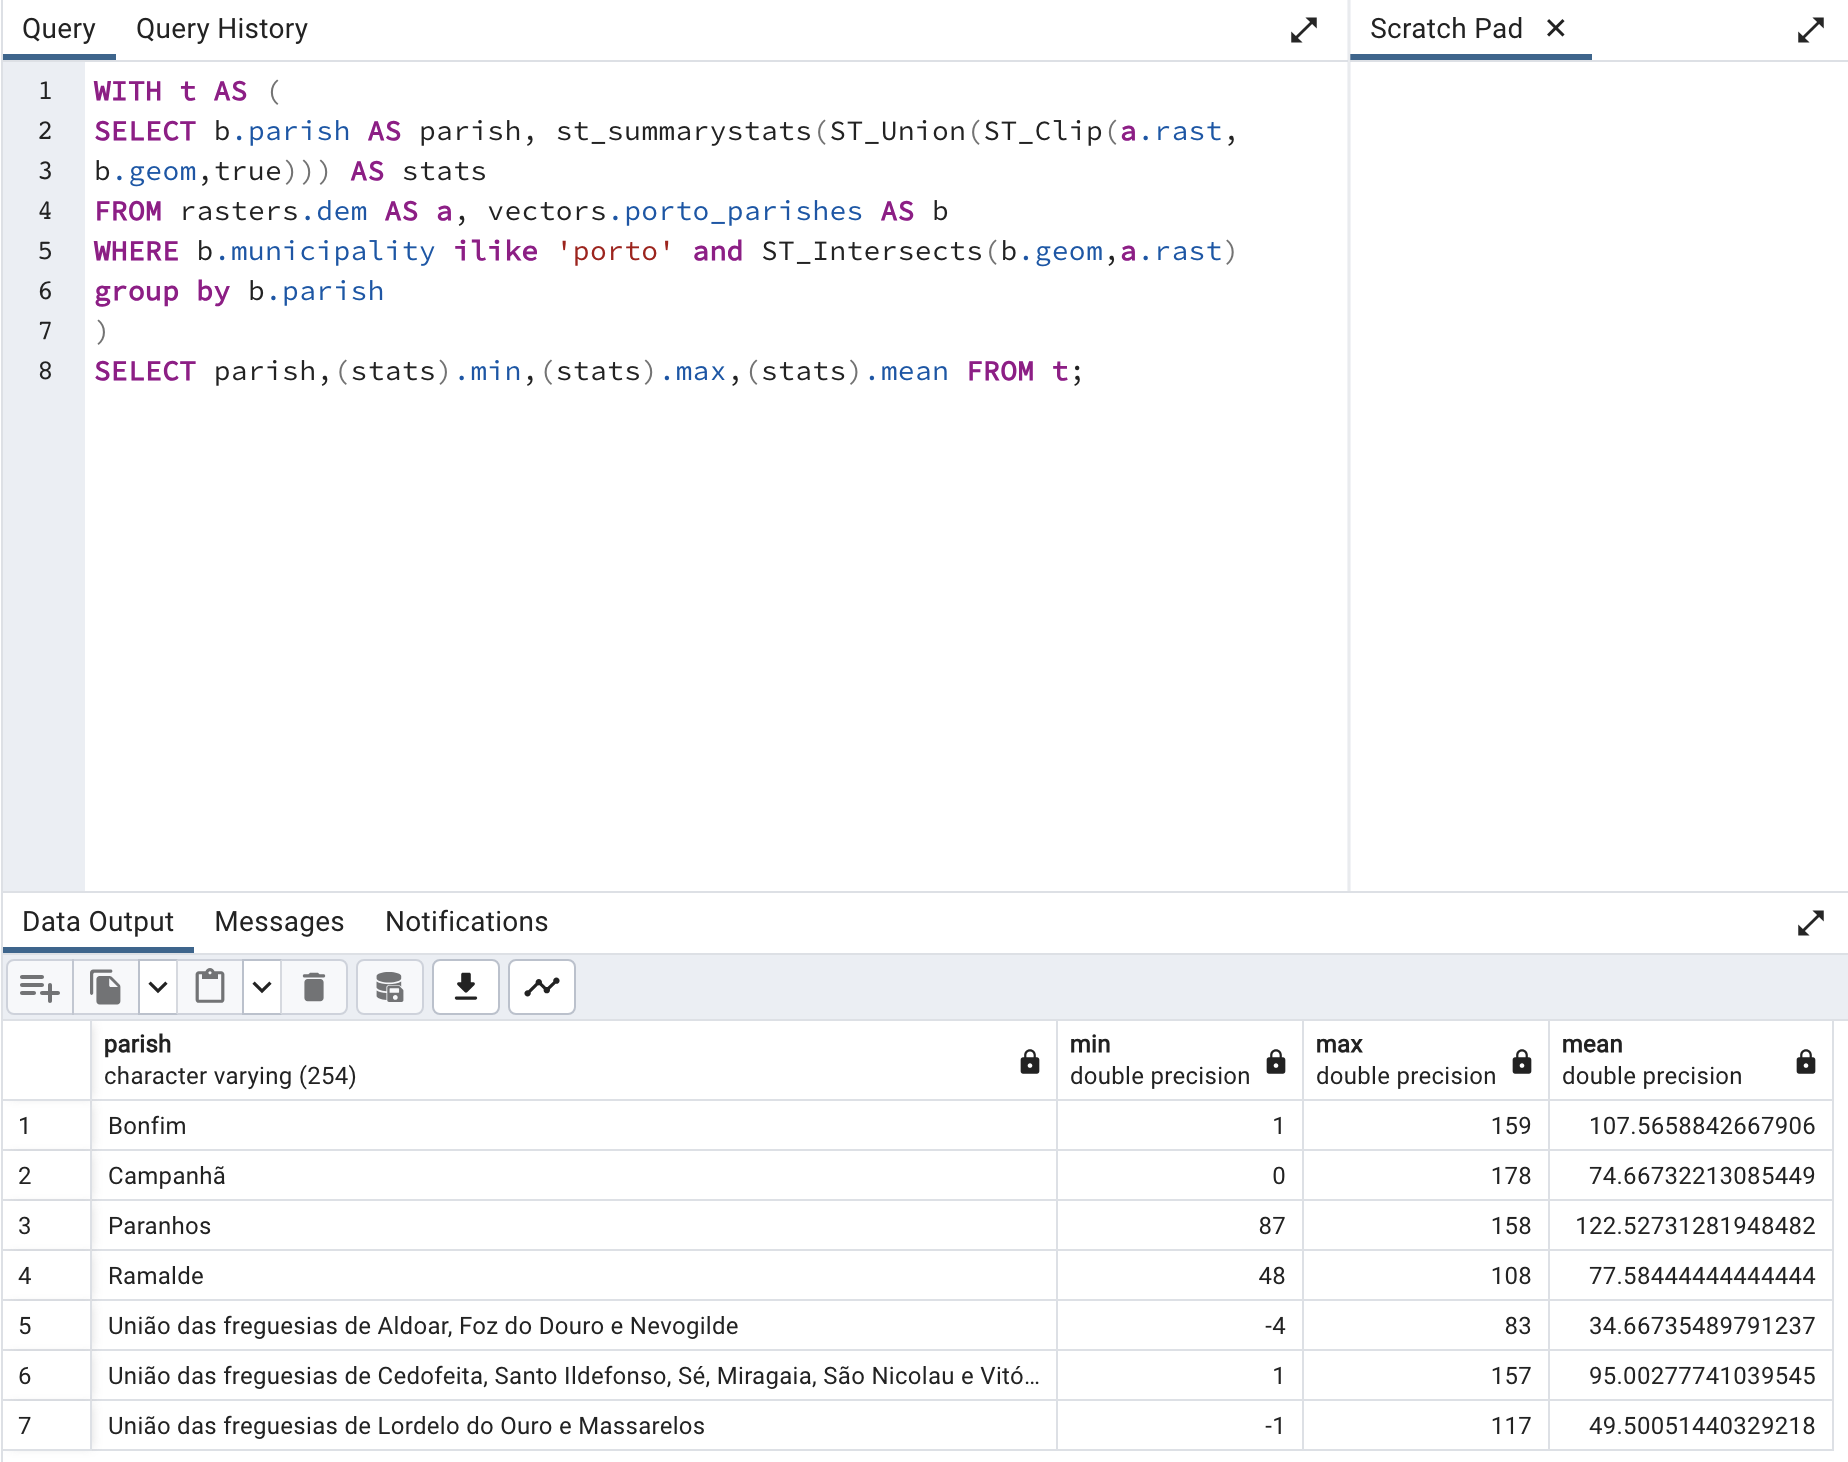 Query Query History
Scratch Pad
1 WITH t AS (
2 SELECT b.parish AS parish, st_summarystats(ST_Union(ST_Clip(a.rast,
3 b.geom,true))) AS stats
4 FROM rasters.dem AS a, vectors.porto_parishes AS b
5 WHERE b.municipality ilike 'porto' and ST_Intersects(b.geom,a.rast)
6 group by b.parish
7 )
8 SELECT parish,(stats).min,(stats).max,(stats).mean FROM t;
Data Output Messages Notifications
parish min max mean
character varying (254) double precision double precision double precision
1 Bonfim 1 159 107.5658842667906
2 Campanhã 0 178 74.66732213085449
3 Paranhos 87 158 122.52731281948482
4 Ramalde 48 108 77.58444444444444
5 União das freguesias de Aldoar, Foz do Douro e Nevogilde -4 83 34.66735489791237
6 União das freguesias de Cedofeita, Santo Ildefonso, Sé, Miragaia, São Nicolau e Vitó... 1 157 95.00277741039545
7 União das freguesias de Lordelo do Ouro e Massarelos -1 117 49.50051440329218